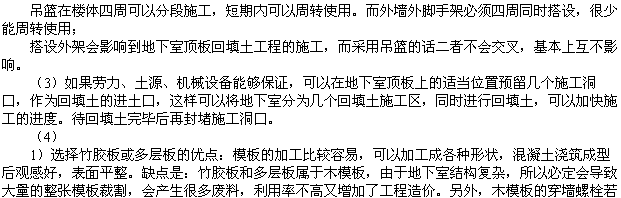 吊篮在楼体四周可以分段施工，短期内可以周转使用。而外墙外脚手架必须四周同时搭设，很少
能周转使用；
搭设外架会影响到地下室顶板回填土工程的施工，而采用吊篮的话二者不会交叉，基本上互不影
响。
（3）如果劳力、土源、机械设备能够保证，可以在地下室顶板上的适当位置预留几个施工洞
口，作为回填土的进土口，这样可以将地下室分为几个回填土施工区，同时进行回填土，可以加快施
工的进度。待回填土完毕后再封堵施工洞口。
（4）
1）选择竹胶板或多层板的优点：模板的加工比较容易，可以加工成各种形状，混凝土浇筑成型
后观感好，表面平整。缺点是：竹胶板和多层板属于木模板，由于地下室结构复杂，所以必定会导致
大量的整张模板裁割，会产生很多废料，利用率不高又增加了工程造价。另外，木模板的穿墙螺栓若